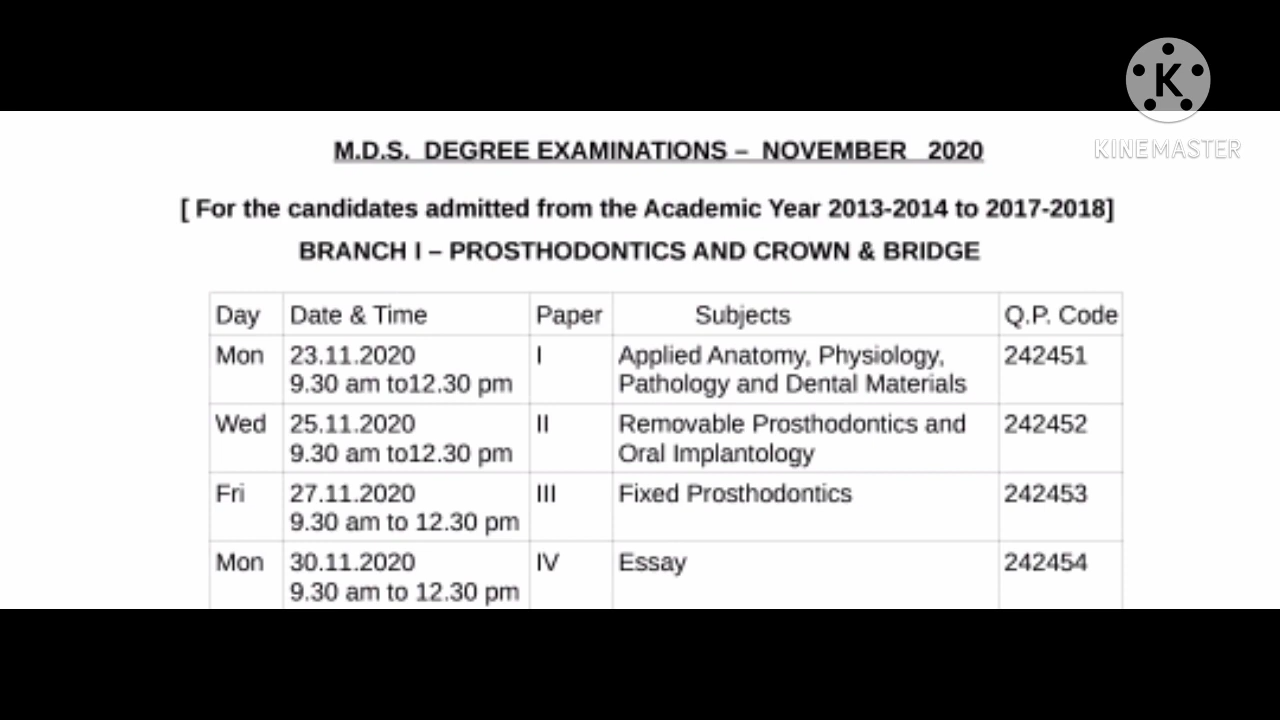 K
KINEMASTER
M.D.S. DEGREE EXAMINATIONS – NOVEMBER 2020
[ For the candidates admitted from the Academic Year 2013-2014 to 2017-2018]
BRANCH I – PROSTHODONTICS AND CROWN & BRIDGE
Day Date & Time Paper Subjects Q.P. Code
Mon 23.11.2020 I Applied Anatomy, Physiology, 242451
9.30 am to12.30 pm Pathology and Dental Materials
Wed 25.11.2020 II Removable Prosthodontics and 242452
9.30 am to12.30 pm Oral Implantology
Fri 27.11.2020 III Fixed Prosthodontics 242453
9.30 am to 12.30 pm
Mon 30.11.2020 IV Essay 242454
9.30 am to 12.30 pm